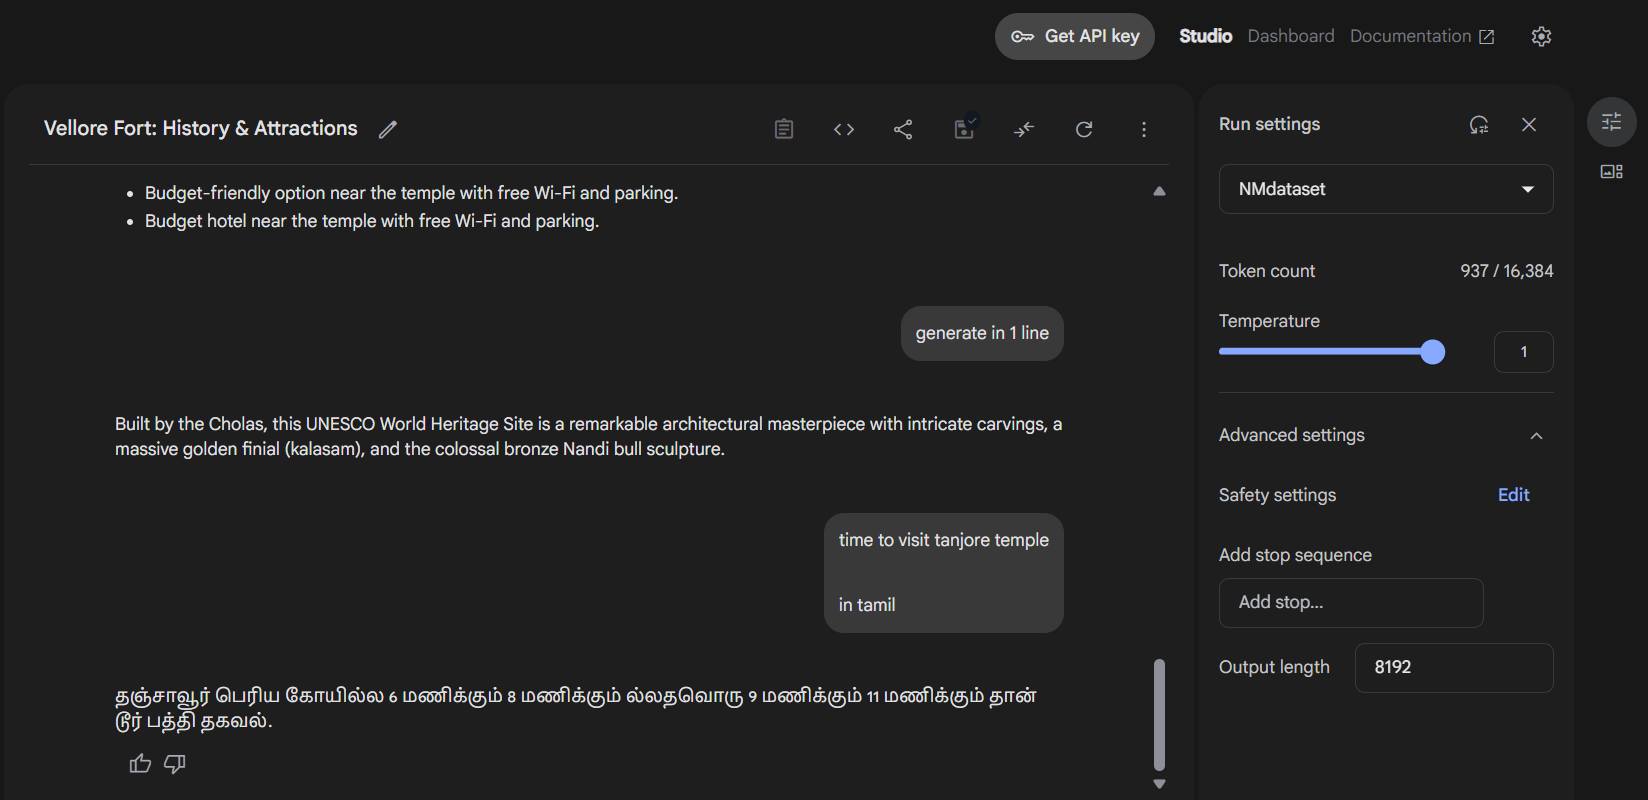 Get API key
Studio
Dashboard
Documentation
Vellore Fort: History & Attractions
Budget-friendly option near the temple with free Wi-Fi and parking.
Budget hotel near the temple with free Wi-Fi and parking.
generate in 1 line
Built by the Cholas, this UNESCO World Heritage Site is a remarkable architectural masterpiece with intricate carvings, a
massive golden finial (kalasam), and the colossal bronze Nandi bull sculpture.
time to visit tanjore temple
in tamil
தஞ்சாவூர் பெரிய கோயில்ல 6 மணிக்கும் 8 மணிக்கும் ல்லதவொரு 9 மணிக்கும் 11 மணிக்கும் தான்
டூர் பத்தி தகவல்.
Run settings
NMdataset
Token count
937 / 16,384
Temperature
1
Advanced settings
Safety settings
Edit
Add stop sequence
Add stop...
Output length
8192